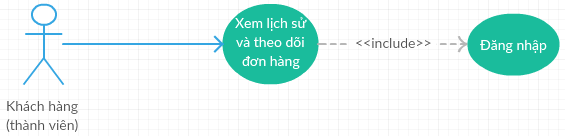 Xem lịch sử
và theo dõi
đơn hàng
<<include>>
Đăng nhập
Khách hàng
(thành viên)